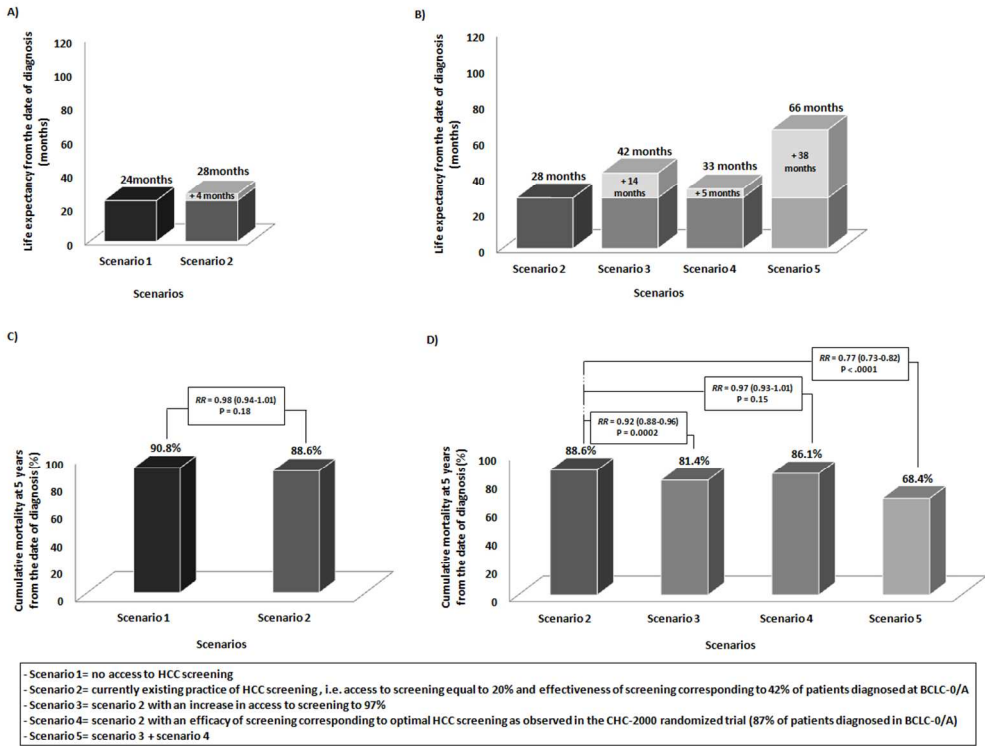 A)
Life expectancy from the date of diagnosis
(months)
120
100
80
60
40
20
0
24months
28months
+ 4 months
Scenario 1
Scenario 2
Scenarios
B)
Life expectancy from the date of diagnosis
(months)
120
100
80
60
40
20
0
28 months
42 months
+ 14
months
33 months
+ 5 months
66 months
+ 38
months
Scenario 2
Scenario 3
Scenario 4
Scenario 5
Scenarios
C)
Cumulative mortality at 5 years
from the date of diagnosis [%]
100
80
60
40
20
0
RR = 0.98 (0.94-1.01)
P = 0.18
90.8%
88.6%
Scenario 1
Scenario 2
Scenarios
D)
Cumulative mortality at 5 years
from the date of diagnosis (%)
100
80
60
40
20
0
RR = 0.77 (0.73-0.82)
P < .0001
RR = 0.97 (0.93-1.01)
P = 0.15
RR = 0.92 (0.88-0.96)
P = 0.0002
88.6%
81.4%
86.1%
68.4%
Scenario 2
Scenario 3
Scenario 4
Scenario 5
Scenarios
- Scenario 1= no access to HCC screening
- Scenario 2= currently existing practice of HCC screening , i.e. access to screening equal to 20% and effectiveness of screening corresponding to 42% of patients diagnosed at BCLC-0/A
- Scenario 3= scenario 2 with an increase in access to screening to 97%
- Scenario 4= scenario 2 with an efficacy of screening corresponding to optimal HCC screening as observed in the CHC-2000 randomized trial (87% of patients diagnosed in BCLC-0/A)
- Scenario 5= scenario 3 + scenario 4